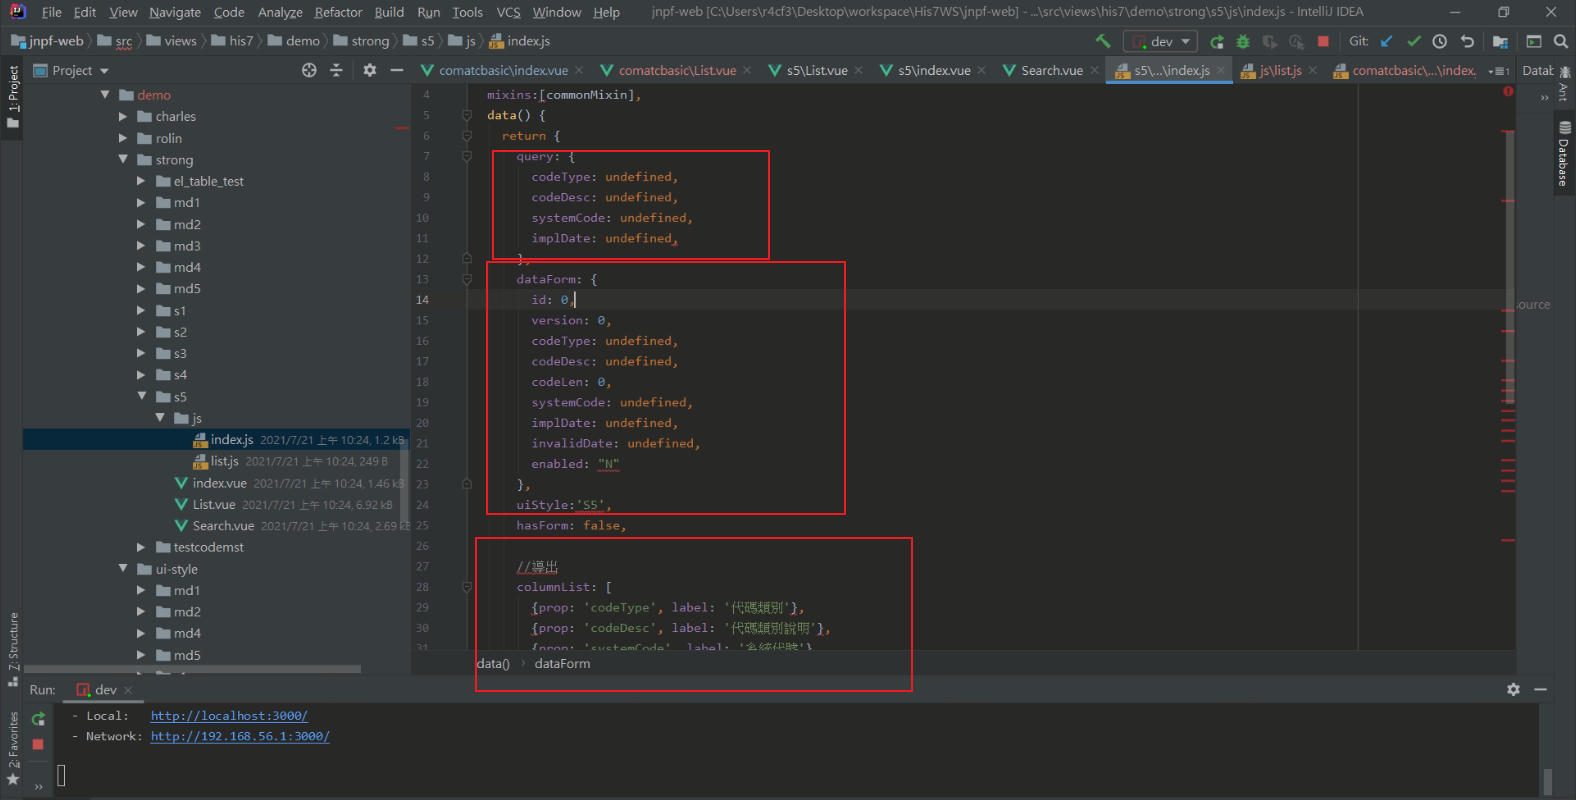 File Edit View Navigate Code Analyze Refactor Build Run Tools VCS Window Help jnpf-web [C:\Users\r4cf3\Desktop\workspace\His7WS\jnpf-web] - ...\src\views\his7\demo\strong\s5\js\index.js - IntelliJ IDEA
jnpf-web src views his7 demo strong s5 js index.js dev Git:
1: Project Project comatcbasic\index.vue comatcbasic\List.vue s5\List.vue s5\index.vue Search.vue s5\...\index.js js\list.js comatcbasic\...\index. Datab
Ant
Database
demo
charles
rolin
strong
el_table_test
md1
md2
md3
md4
md5
s1
s2
s3
s4
s5
js
index.js 2021/7/21 上午 10:24, 1.2 kB
list.js 2021/7/21 上午 10:24, 249 B
index.vue 2021/7/21 上午 10:24, 1.46 kB
List.vue 2021/7/21 上午 10:24, 6.92 kB
Search.vue 2021/7/21 上午 10:24, 2.69 kB
testcodemst
ui-style
md1
md2
md4
md5
4 mixins:[commonMixin],
5 data() {
6 return {
7 query: {
8 codeType: undefined,
9 codeDesc: undefined,
10 systemCode: undefined,
11 implDate: undefined,
12 },
13 dataForm: {
14 id: 0,
15 version: 0,
16 codeType: undefined,
17 codeDesc: undefined,
18 codeLen: 0,
19 systemCode: undefined,
20 implDate: undefined,
21 invalidDate: undefined,
22 enabled: "N"
23 },
24 uiStyle:'S5',
25 hasForm: false,
26
27 //導出
28 columnList: [
29 {prop: 'codeType', label: '代碼類別'},
30 {prop: 'codeDesc', label: '代碼類別說明'},
31 {prop: 'systemCode', label: '系統代號'}
data() › dataForm
ource
Z: Structure
2: Favorites
Run: dev
- Local: http://localhost:3000/
- Network: http://192.168.56.1:3000/